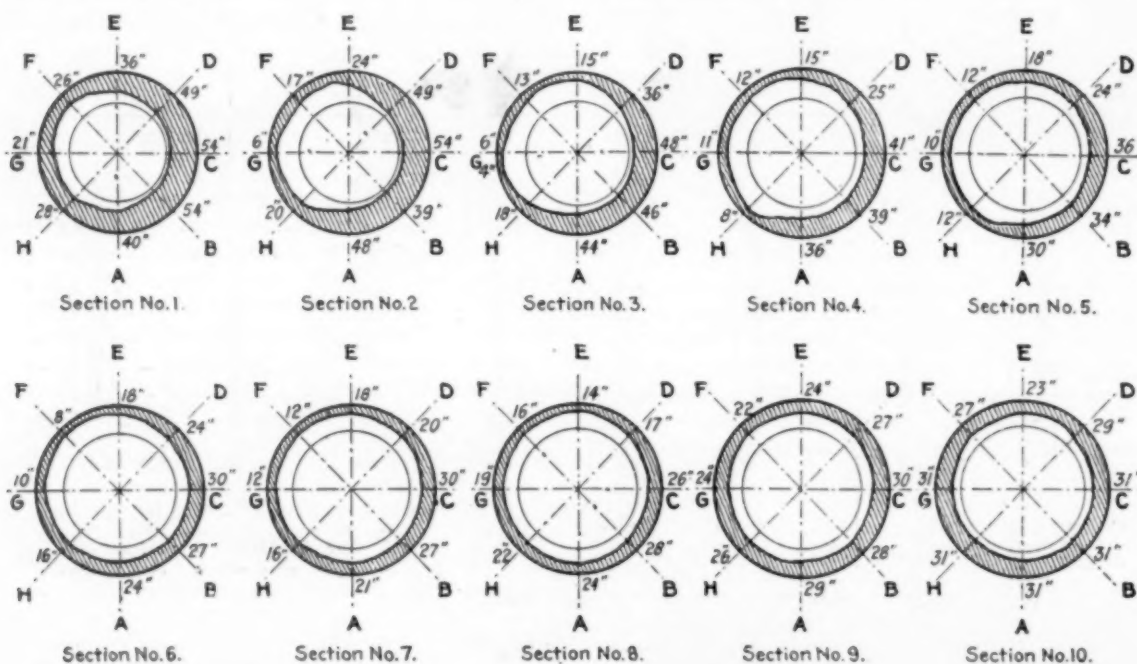 E E E E E
F 36" D F 24" D F 15" D F 15" D F 18" D
26" 49" 17" 49" 13" 36" 12" 25" 12" 24"
21" 54" 6" 54" 6" 48" 11" 41" 10" 36
G C G C G C G C G C
4"
28" 54" 20" 39" 18" 46" 8" 39" 12" 34"
H 40" B H 48" B H 44" B H 36" B H 30" B
A A A A A
Section No.1. Section No.2 Section No.3. Section No.4. Section No.5.
E E E E E
F 18" D F 18" D F 14" D F 24" D F 23" D
8" 24" 12" 20" 16" 17" 22" 27" 27" 29"
10" 30" 12" 30" 19" 26" 24" 30" 31" 31"
G C G C G C G C G C
16" 27" 16" 27" 22" 28" 26" 28" 31" 31"
H 24" B H 21" B H 24" B H 29" B H 31" B
A A A A A
Section No.6. Section No.7. Section No.8. Section No.9. Section No.10.